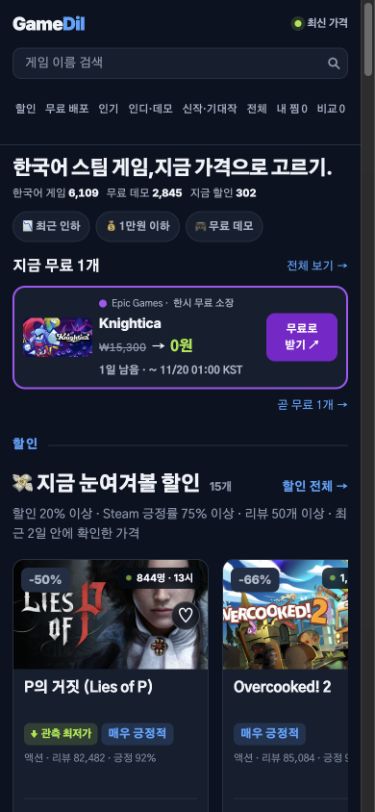 GameDil
최신 가격
게임 이름 검색
할인 무료 배포 인기 인디·데모 신작·기대작 전체 내 찜 0 비교 0
한국어 스팀 게임,지금 가격으로 고르기.
한국어 게임 6,109 무료 데모 2,845 지금 할인 302
최근 인하 1만원 이하 무료 데모
지금 무료 1개 전체 보기 →
Epic Games · 한시 무료 소장
Knightica
Knightica
₩15,300 → 0원
1일 남음 · ~ 11/20 01:00 KST
무료로
받기 ↗
곧 무료 1개 →
할인
지금 눈여겨볼 할인 15개 할인 전체 →
할인 20% 이상 · Steam 긍정률 75% 이상 · 리뷰 50개 이상 · 최
근 2일 안에 확인한 가격
-50% 844명 · 13시
LIES OF P
P의 거짓 (Lies of P)
관측 최저가 매우 긍정적
액션 · 리뷰 82,482 · 긍정 92%
-66% 1,
OVERCOOKED! 2
Overcooked! 2
매우 긍정적
액션 · 리뷰 85,084 · 긍정 9